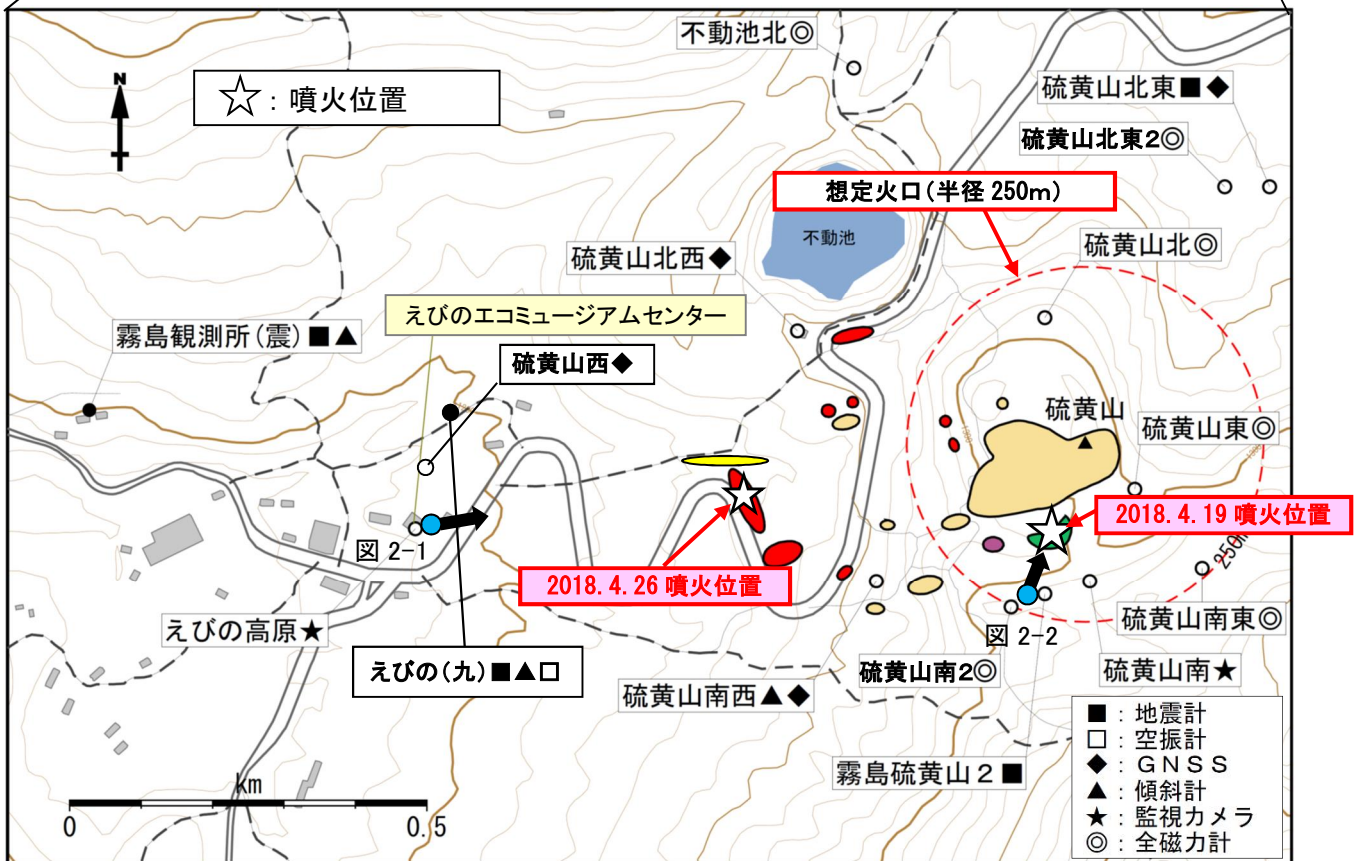 不動池北◎
N
☆：噴火位置
硫黄山北東■◆
硫黄山北東2◎
想定火口(半径 250m)
不動池
硫黄山北◎
硫黄山北西◆
えびのエコミュージアムセンター
霧島観測所(震)■▲
硫黄山西◆
硫黄山
硫黄山東◎
1300
2018.4.19 噴火位置
250m
図 2-1
2018.4.26 噴火位置
硫黄山南東◎
えびの高原★
図 2-2
えびの(九)■▲□
硫黄山南2◎
硫黄山南★
硫黄山南西▲◆
霧島硫黄山２■
■：地震計
□：空振計
◆：ＧＮＳＳ
▲：傾斜計
★：監視カメラ
◎：全磁力計
km
0 0.5